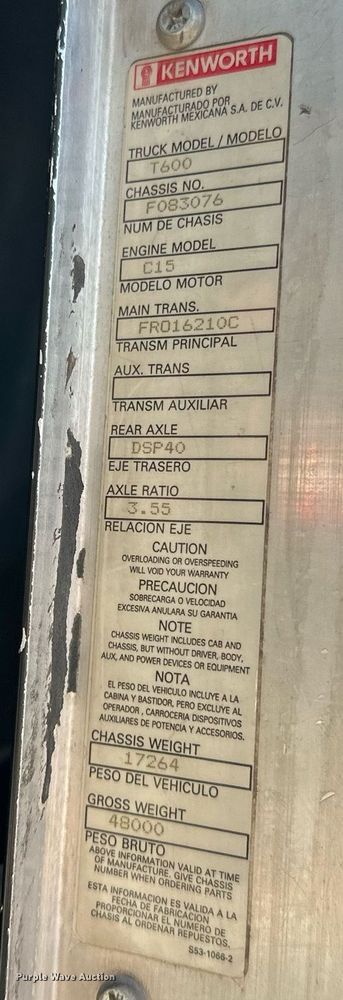 KENWORTH
MANUFACTURED BY
MANUFACTURADO POR
KENWORTH MEXICANA S.A. DE C.V.
TRUCK MODEL / MODELO
T600
CHASSIS NO.
F083076
NUM DE CHASIS
ENGINE MODEL
C15
MODELO MOTOR
MAIN TRANS.
FRO16210C
TRANSM PRINCIPAL
AUX. TRANS
TRANSM AUXILIAR
REAR AXLE
DSP40
EJE TRASERO
AXLE RATIO
3.55
RELACION EJE
CAUTION
OVERLOADING OR OVERSPEEDING
WILL VOID YOUR WARRANTY
PRECAUCION
SOBRECARGA O VELOCIDAD
EXCESIVA ANULARA SU GARANTIA
NOTE
CHASSIS WEIGHT INCLUDES CAB AND
CHASSIS, BUT WITHOUT DRIVER, BODY,
AUX, AND POWER DEVICES OR EQUIPMENT
NOTA
EL PESO DEL VEHICULO INCLUYE A LA
CABINA Y BASTIDOR, PERO EXCLUYE AL
OPERADOR , CARROCERIA DISPOSITIVOS
AUXILIARES DE POTENCIA Y ACCESORIOS.
CHASSIS WEIGHT
17264
PESO DEL VEHICULO
GROSS WEIGHT
48000
PESO BRUTO
ABOVE INFORMATION VALID AT TIME
OF MANUFACTURE. GIVE CHASSIS
NUMBER WHEN ORDERING PARTS
ESTA INFORMACION ES VALIDA A LA
FECHA DE FABRICACION
PROPORCIONAR EL NUMERO DE
CHASIS AL ORDENAR REPUESTOS.
S53-1066-2
Purple Wave Auction